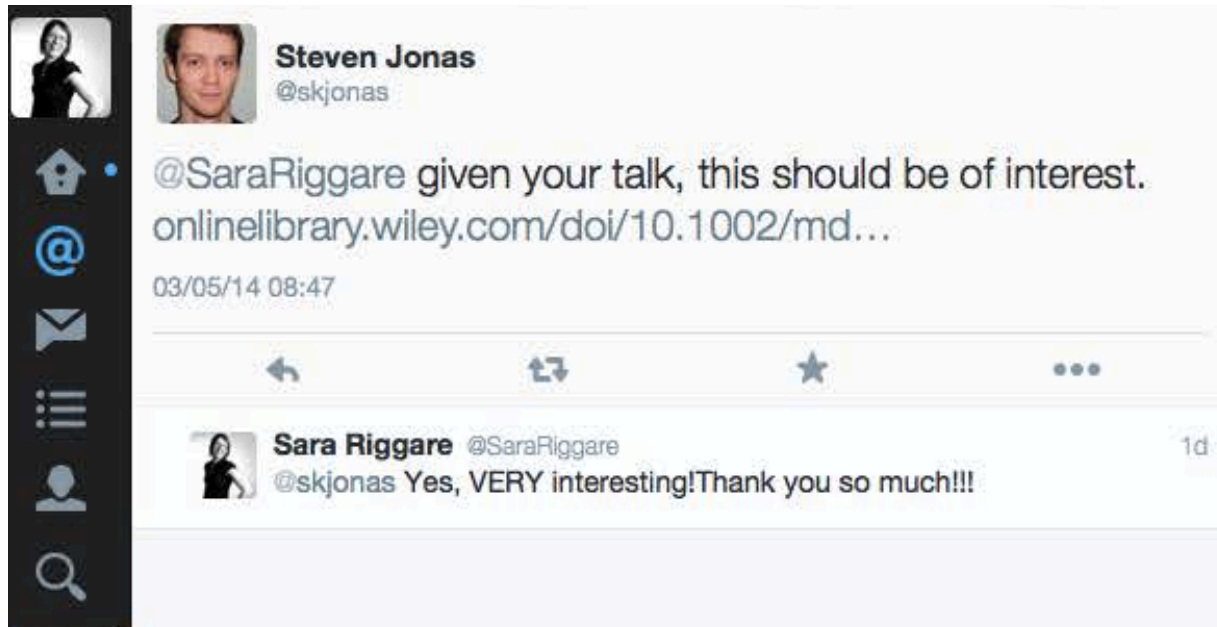 Steven Jonas
@skjonas
@SaraRiggare given your talk, this should be of interest.
onlinelibrary.wiley.com/doi/10.1002/md...
03/05/14 08:47
Sara Riggare @SaraRiggare 1d
@skjonas Yes, VERY interesting!Thank you so much!!!